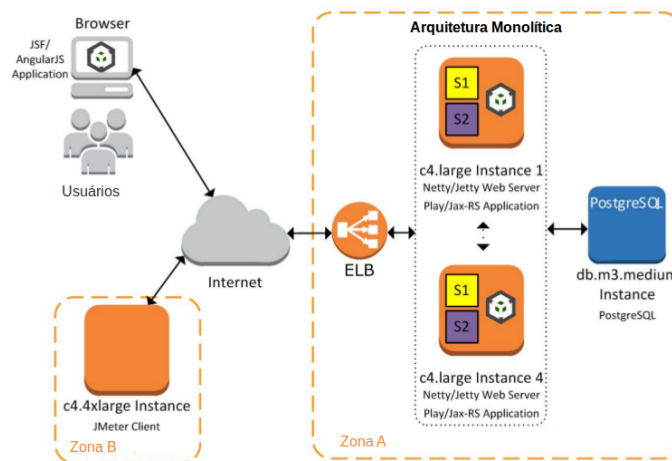 Browser
JSF/
AngularJS
Application
Usuários
Internet
c4.4xlarge Instance
JMeter Client
Zona B
Arquitetura Monolítica
S1
S2
c4.large Instance 1
Netty/Jetty Web Server
Play/Jax-RS Application
ELB
S1
S2
c4.large Instance 4
Netty/Jetty Web Server
Play/Jax-RS Application
PostgreSQL
db.m3.medium
Instance
PostgreSQL
Zona A